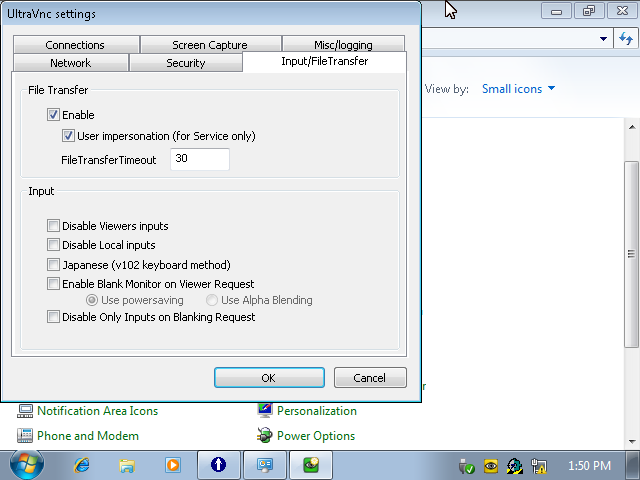 UltraVnc settings
Connections
Screen Capture
Misc/logging
Network
Security
Input/FileTransfer
File Transfer
Enable
User impersonation (for Service only)
FileTransferTimeout 30
Input
Disable Viewers inputs
Disable Local inputs
Japanese (v102 keyboard method)
Enable Blank Monitor on Viewer Request
Use powersaving
Use Alpha Blending
Disable Only Inputs on Blanking Request
OK
Cancel
View by: Small icons
Notification Area Icons
Personalization
Phone and Modem
Power Options
1:50 PM